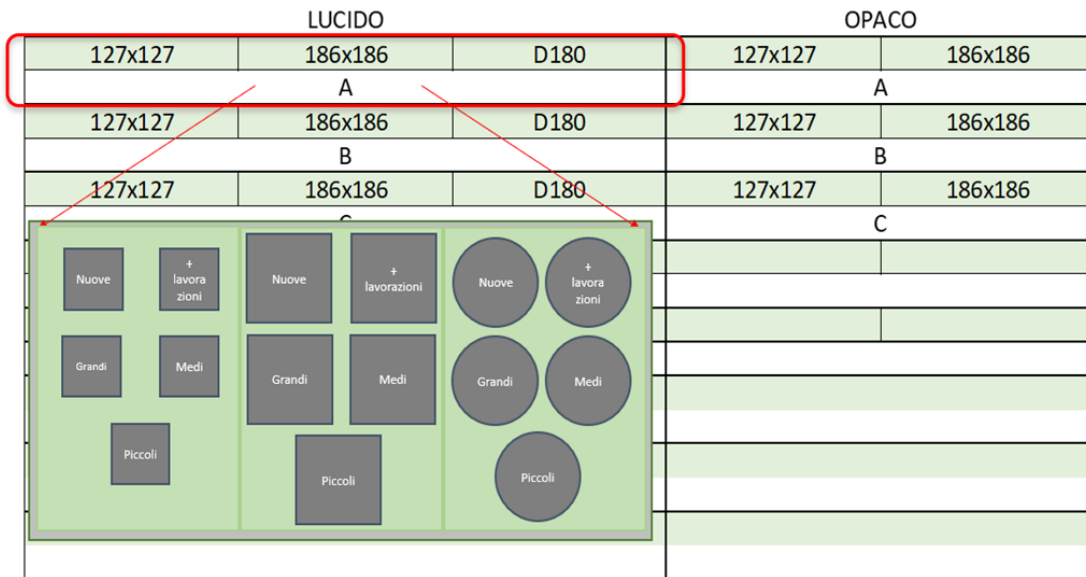 LUCIDO OPACO
127x127 186x186 D180 127x127 186x186
A A
127x127 186x186 D180 127x127 186x186
B B
127x127 186x186 D180 127x127 186x186
C
Nuove
+
lavora
zioni
Nuove
+
lavorazioni
Nuove
+
lavora
zioni
Grandi Medi Grandi Medi Grandi Medi
Piccoli Piccoli Piccoli